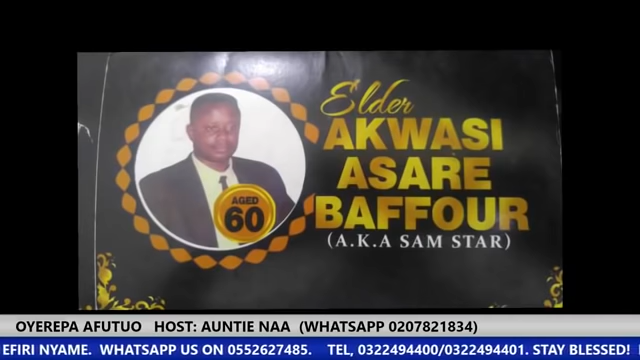 Elder
AKWASI
ASARE
BAFFOUR
(A.K.A SAM STAR)
AGED
60
OYEREPA AFUTUO HOST: AUNTIE NAA (WHATSAPP 0207821834)
EFIRI NYAME. WHATSAPP US ON 0552627485. TEL, 0322494400/0322494401. STAY BLESSED!